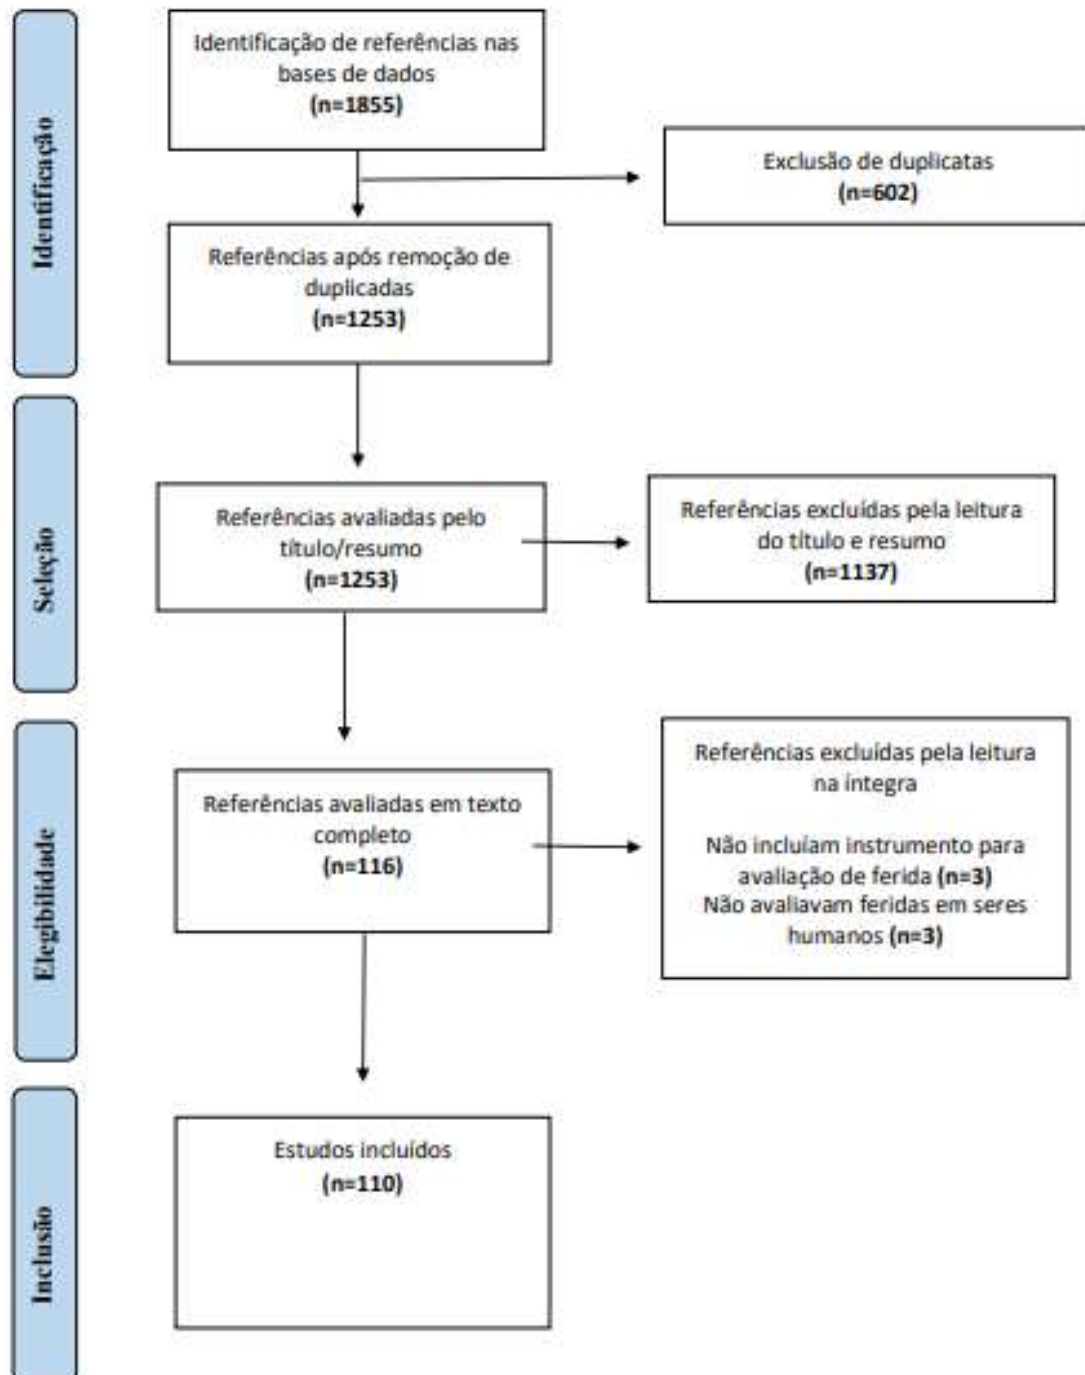 Identificação
Identificação de referências nas
bases de dados
(n=1855)
Exclusão de duplicatas
(n=602)
Referências após remoção de
duplicadas
(n=1253)
Seleção
Referências avaliadas pelo
título/resumo
(n=1253)
Referências excluídas pela leitura
do título e resumo
(n=1137)
Elegibilidade
Referências avaliadas em texto
completo
(n=116)
Referências excluídas pela leitura
na íntegra
Não incluíam instrumento para
avaliação de ferida (n=3)
Não avaliavam feridas em seres
humanos (n=3)
Inclusão
Estudos incluídos
(n=110)